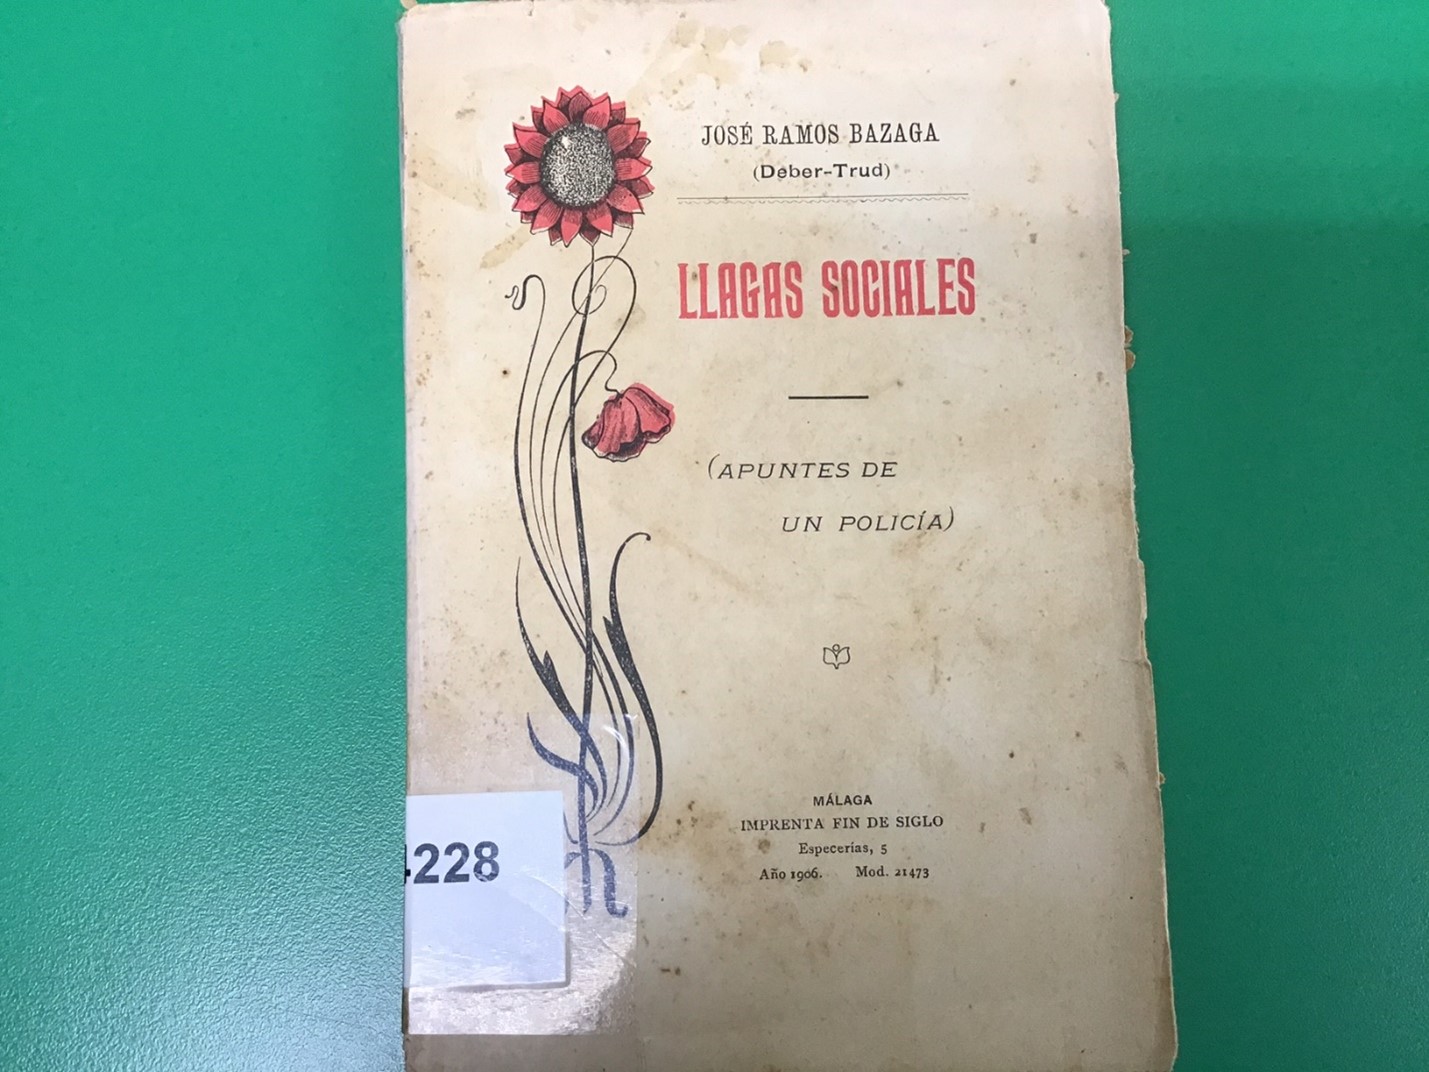 JOSÉ RAMOS BAZAGA
(Deber-Trud)
LLAGAS SOCIALES
(APUNTES DE
UN POLICÍA)
MÁLAGA
IMPRENTA FIN DE SIGLO
Especerías, 5
Año 1906. Mod. 21473
4228